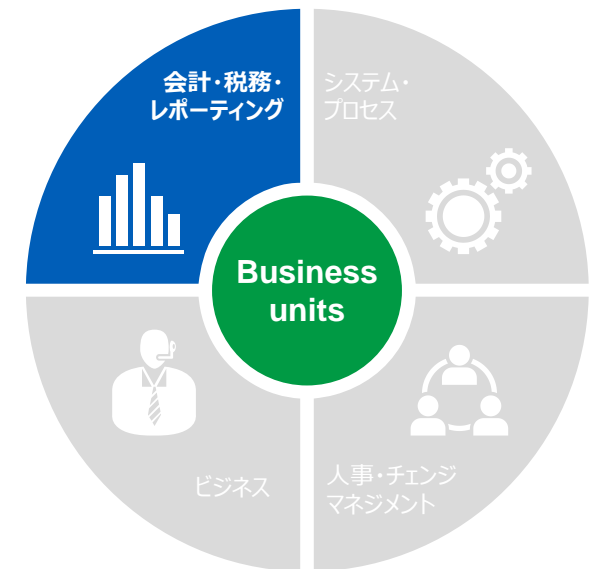 会計・税務・
レポーティング
システム・
プロセス
Business
units
ビジネス
人事・チェンジ
マネジメント